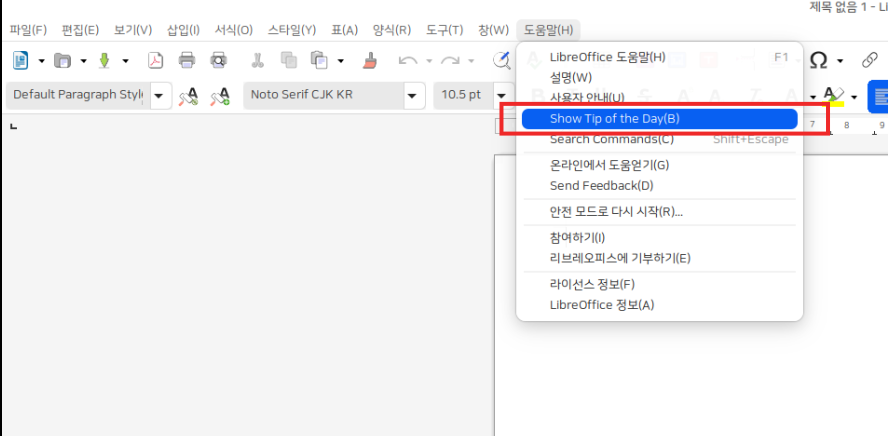 제목 없음 1 - Li
파일(F) 편집(E) 보기(V) 삽입(I) 서식(O) 스타일(Y) 표(A) 양식(R) 도구(T) 창(W) 도움말(H)
Default Paragraph Styl Noto Serif CJK KR 10.5 pt
LibreOffice 도움말(H) F1
설명(W)
사용자 안내(U)
Show Tip of the Day(B)
Search Commands(C) Shift+Escape
온라인에서 도움얻기(G)
Send Feedback(D)
안전 모드로 다시 시작(R)...
참여하기(I)
리브레오피스에 기부하기(E)
라이선스 정보(F)
LibreOffice 정보(A)
7 8 9